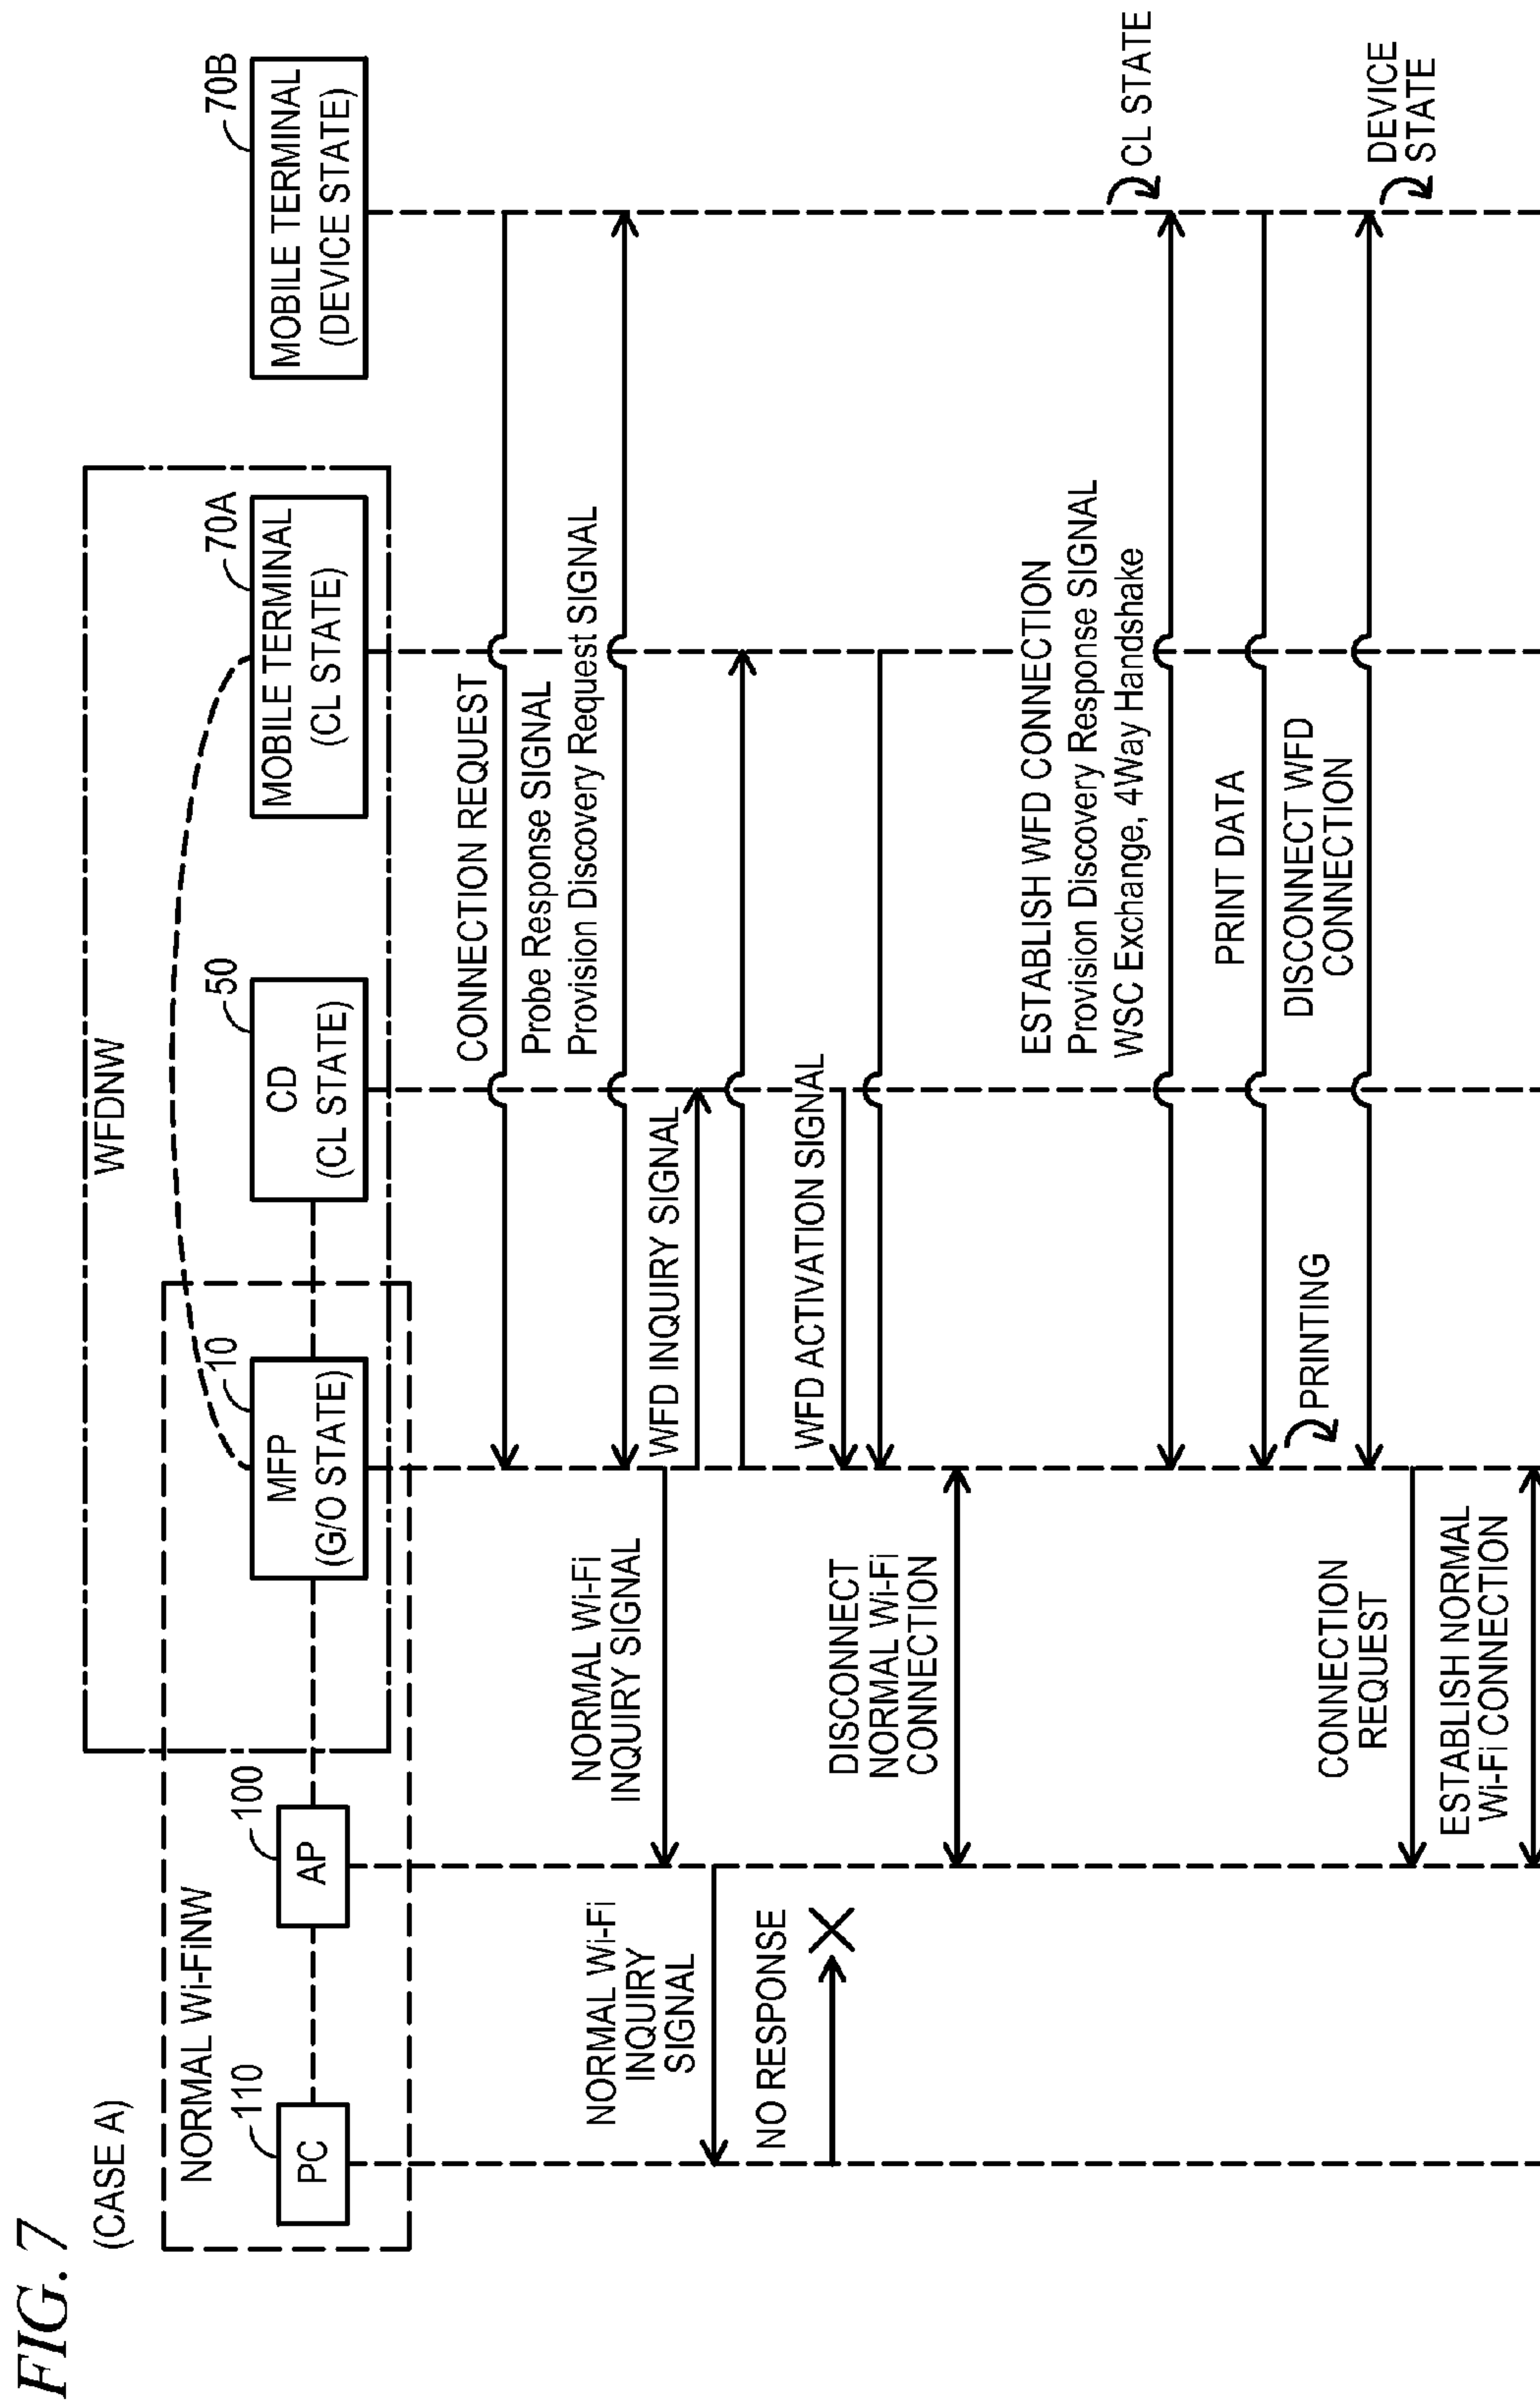 FIG. 7
(CASE A)
NORMAL Wi-FiNW
WFDNW
110
PC
100
AP
10
MFP
(G/O STATE)
50
CD
(CL STATE)
70A
MOBILE TERMINAL
(CL STATE)
70B
MOBILE TERMINAL
(DEVICE STATE)
CONNECTION REQUEST
Probe Response SIGNAL
Provision Discovery Request SIGNAL
NORMAL Wi-Fi
INQUIRY SIGNAL
WFD INQUIRY SIGNAL
NORMAL Wi-Fi
INQUIRY
SIGNAL
NO RESPONSE
WFD ACTIVATION SIGNAL
DISCONNECT
NORMAL Wi-Fi
CONNECTION
ESTABLISH WFD CONNECTION
Provision Discovery Response SIGNAL
WSC Exchange, 4Way Handshake
CL STATE
PRINT DATA
PRINTING
DISCONNECT WFD
CONNECTION
DEVICE
STATE
CONNECTION
REQUEST
ESTABLISH NORMAL
Wi-Fi CONNECTION